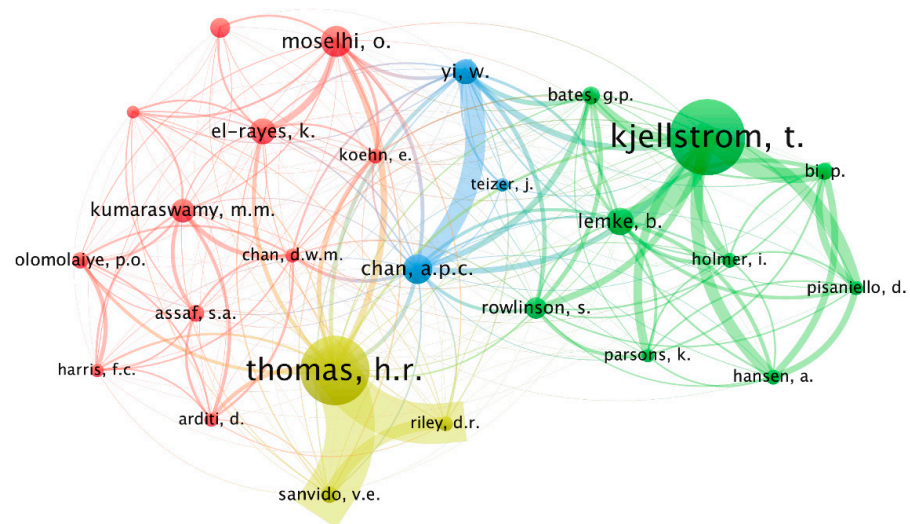 moselhi, o.
yi, w.
bates, g.p.
el-rayes, k.
kjellstrom, t.
koehn, e.
bi, p.
teizer, j.
kumaraswamy, m.m.
lemke, b.
chan, d.w.m.
olomolaiye, p.o.
chan, a.p.c.
holmer, i.
pisaniello, d.
assaf, s.a.
rowlinson, s.
parsons, k.
harris, f.c.
thomas, h.r.
hansen, a.
arditi, d.
riley, d.r.
sanvido, v.e.